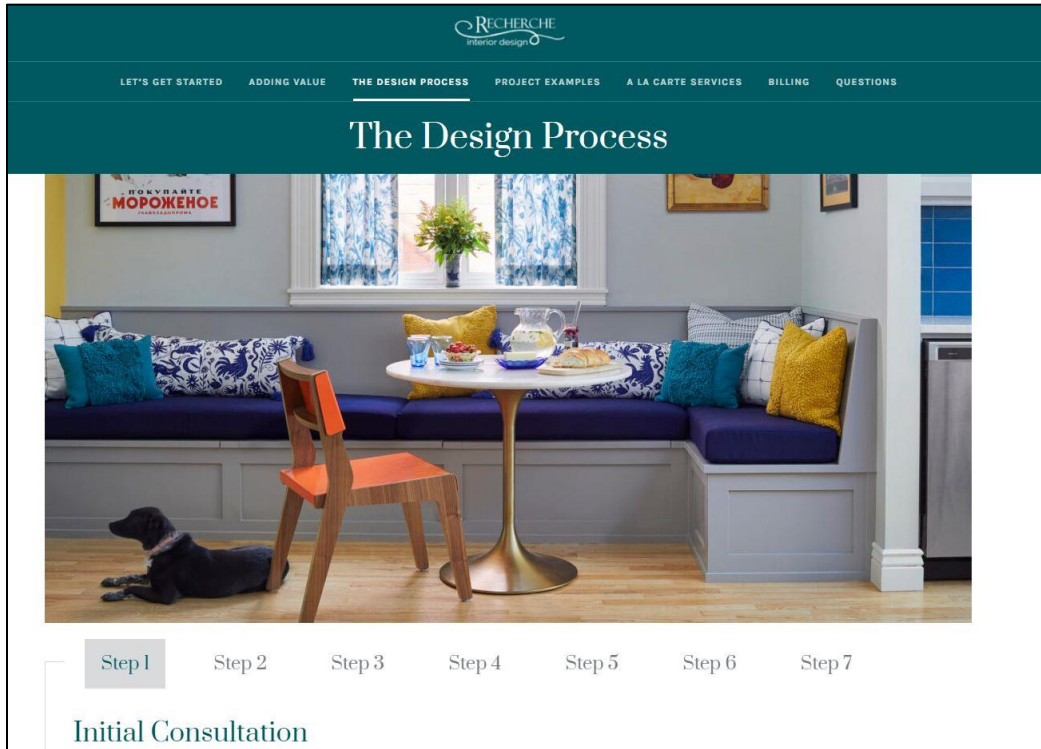 RECHERCHE
interior design
LET'S GET STARTED ADDING VALUE THE DESIGN PROCESS PROJECT EXAMPLES A LA CARTE SERVICES BILLING QUESTIONS
The Design Process
ПОКУПАЙТЕ
МОРОЖЕНОЕ
ГЛАВХЛАДОПРОМА
Step 1 Step 2 Step 3 Step 4 Step 5 Step 6 Step 7
Initial Consultation